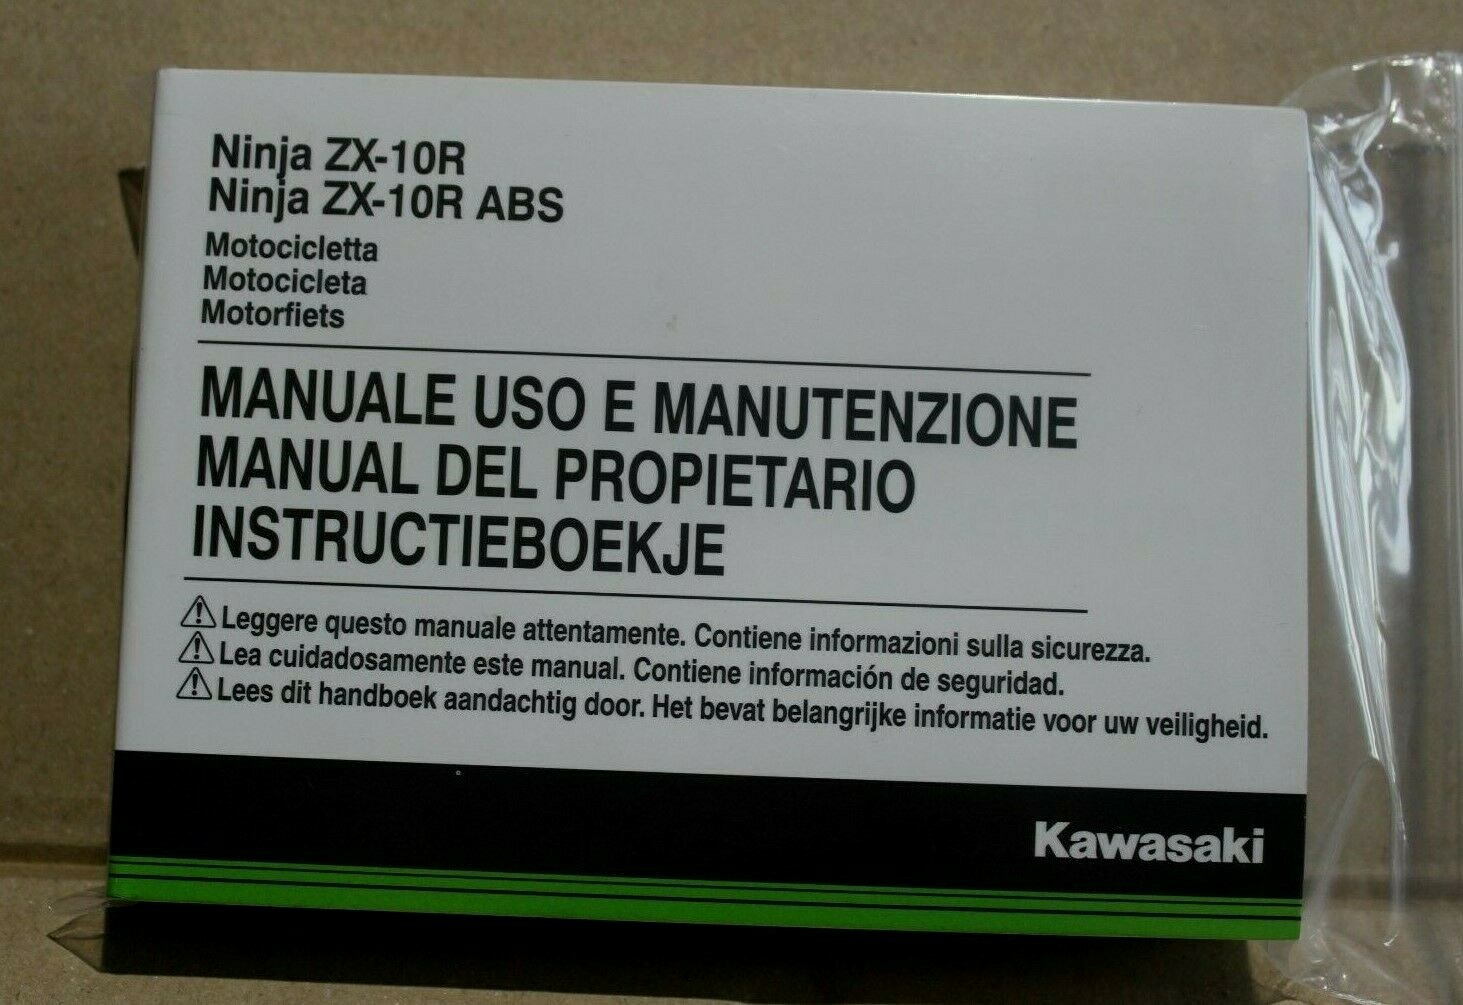 Ninja ZX-10R
Ninja ZX-10R ABS
Motocicletta
Motocicleta
Motorfiets
MANUALE USO E MANUTENZIONE
MANUAL DEL PROPIETARIO
INSTRUCTIEBOEKJE
Leggere questo manuale attentamente. Contiene informazioni sulla sicurezza.
Lea cuidadosamente este manual. Contiene información de seguridad.
Lees dit handboek aandachtig door. Het bevat belangrijke informatie voor uw veiligheid.
Kawasaki